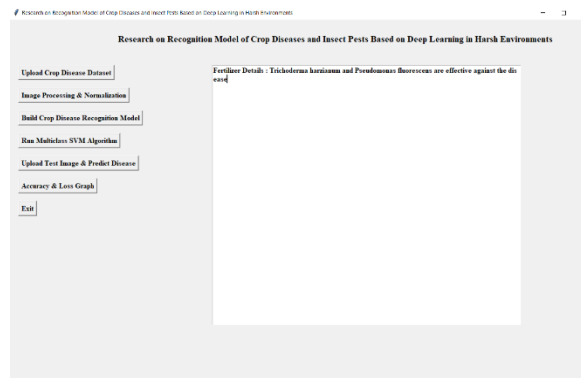 Research on Recognition Model of Crop Diseases and Insect Pests Based on Deep Learning in Harsh Environments
Research on Recognition Model of Crop Diseases and Insect Pests Based on Deep Learning in Harsh Environments
Upload Crop Disease Dataset
Image Processing & Normalization
Build Crop Disease Recognition Model
Run Multiclass SVM Algorithm
Upload Test Image & Predict Disease
Accuracy & Loss Graph
Exit
Fertilizer Details : Trichoderma harzianum and Pseudomonas fluorescens are effective against the dis
ease